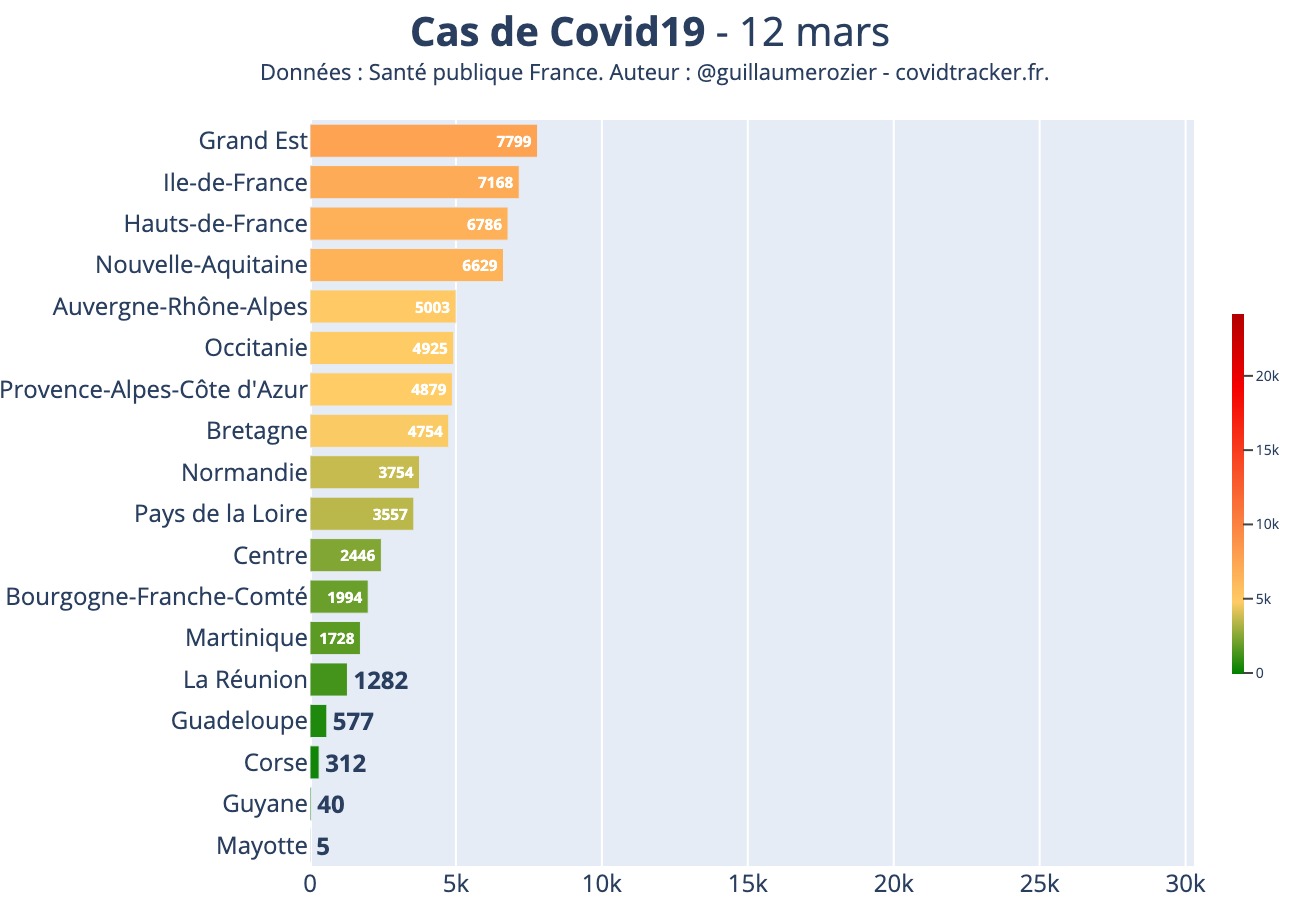 Cas de Covid19 - 12 mars
Données : Santé publique France. Auteur : @guillaumerozier - covidtracker.fr.
Grand Est 7799
Ile-de-France 7168
Hauts-de-France 6786
Nouvelle-Aquitaine 6629
Auvergne-Rhône-Alpes 5003
Occitanie 4925
Provence-Alpes-Côte d'Azur 4879
Bretagne 4754
Normandie 3754
Pays de la Loire 3557
Centre 2446
Bourgogne-Franche-Comté 1994
Martinique 1728
La Réunion 1282
Guadeloupe 577
Corse 312
Guyane 40
Mayotte 5
0 5k 10k 15k 20k 25k 30k
20k
15k
10k
5k
0